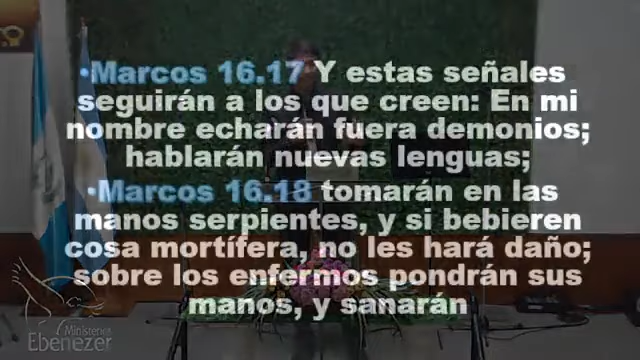 •Marcos 16.17 Y estas señales
seguirán a los que creen: En mi
nombre echarán fuera demonios;
hablarán nuevas lenguas;
•Marcos 16.18 tomarán en las
manos serpientes, y si bebieren
cosa mortífera, no les hará daño;
sobre los enfermos pondrán sus
manos, y sanarán
Ministerios
Ebenezer